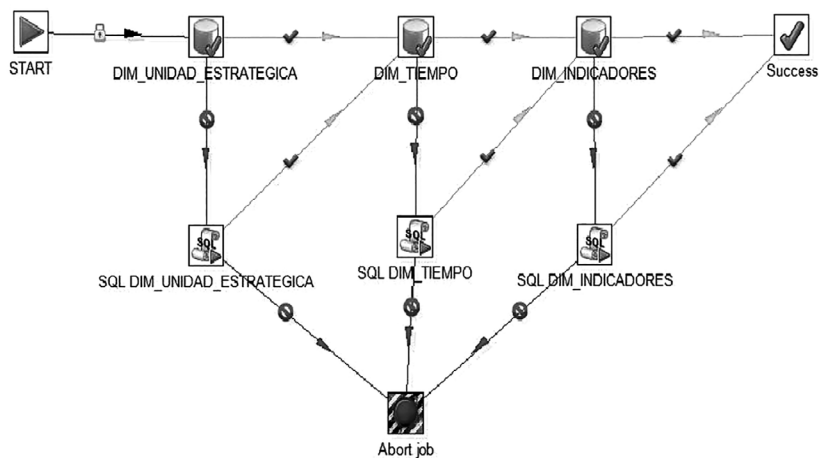 START
DIM_UNIDAD_ESTRATEGICA
DIM_TIEMPO
DIM_INDICADORES
Success
SQL
SQL
SQL
SQL DIM_UNIDAD_ESTRATEGICA
SQL DIM_TIEMPO
SQL DIM_INDICADORES
Abort job